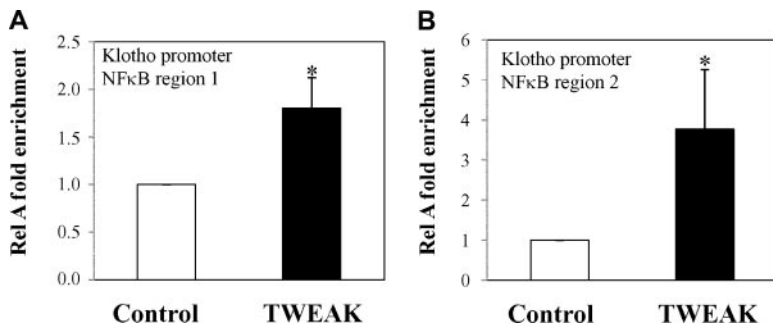 A
Rel A fold enrichment
2.5
2.0
1.5
1.0
0.5
0.0
Klotho promoter
NFκB region 1
*
Control TWEAK
B
Rel A fold enrichment
6
5
4
3
2
1
0
Klotho promoter
NFκB region 2
*
Control TWEAK